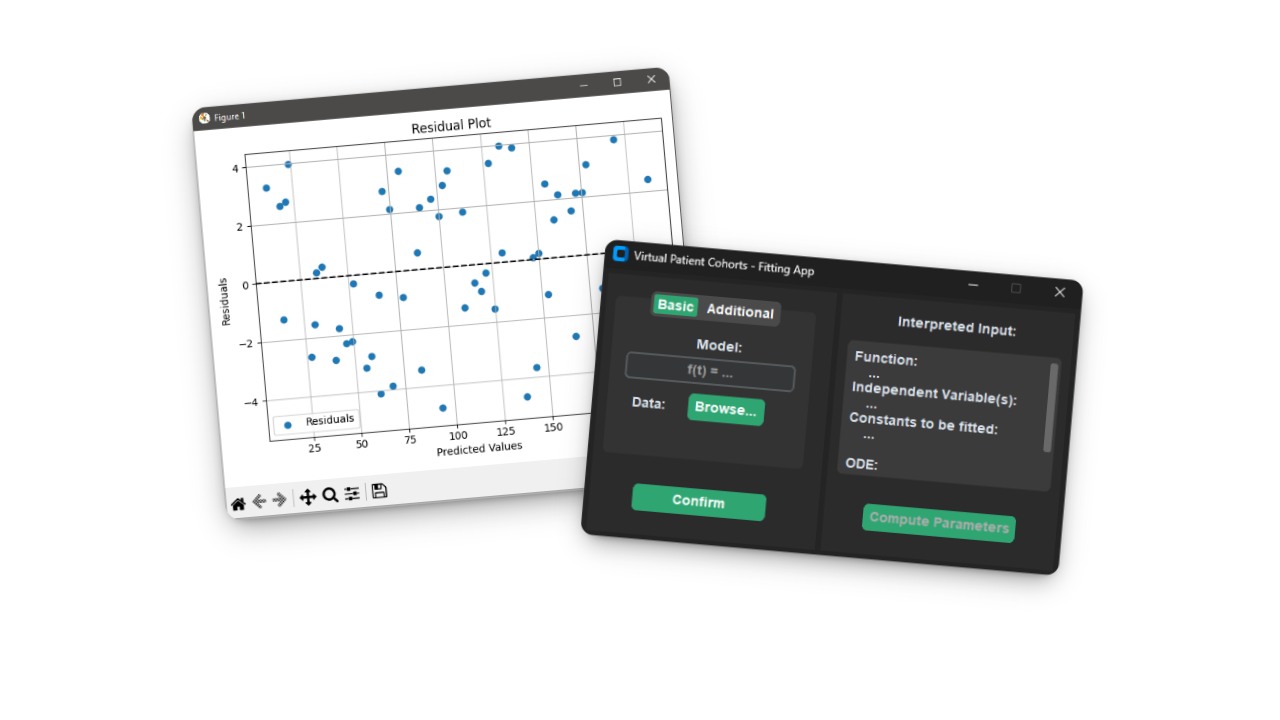 Figure 1
Residual Plot
4
2
0
−2
−4
Residuals
Residuals
25
50
75
100
125
150
Predicted Values
Virtual Patient Cohorts - Fitting App
Basic
Additional
Model:
f(t) = ...
Data:
Browse...
Confirm
Interpreted Input:
Function:
...
Independent Variable(s):
...
Constants to be fitted:
...
ODE:
Compute Parameters